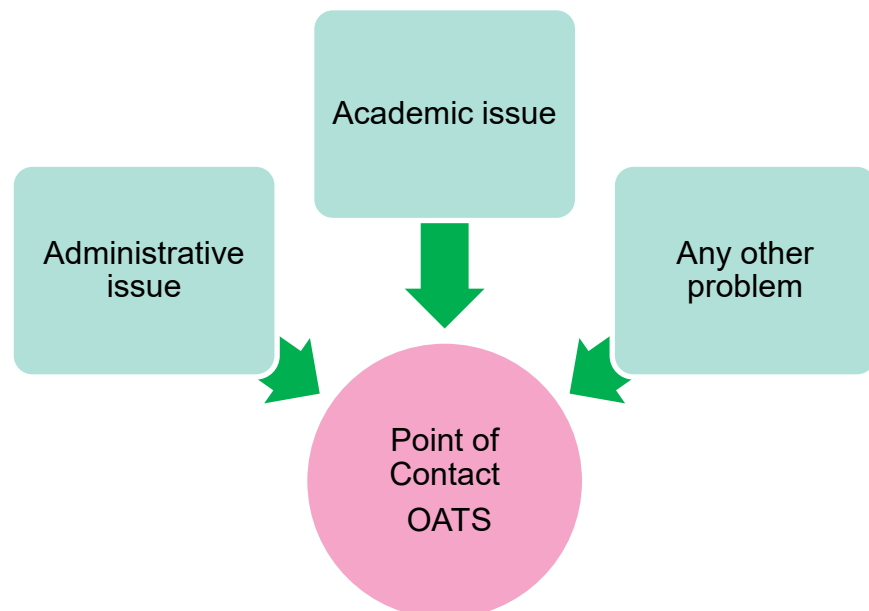 Academic issue
Administrative
issue
Any other
problem
Point of
Contact
OATS